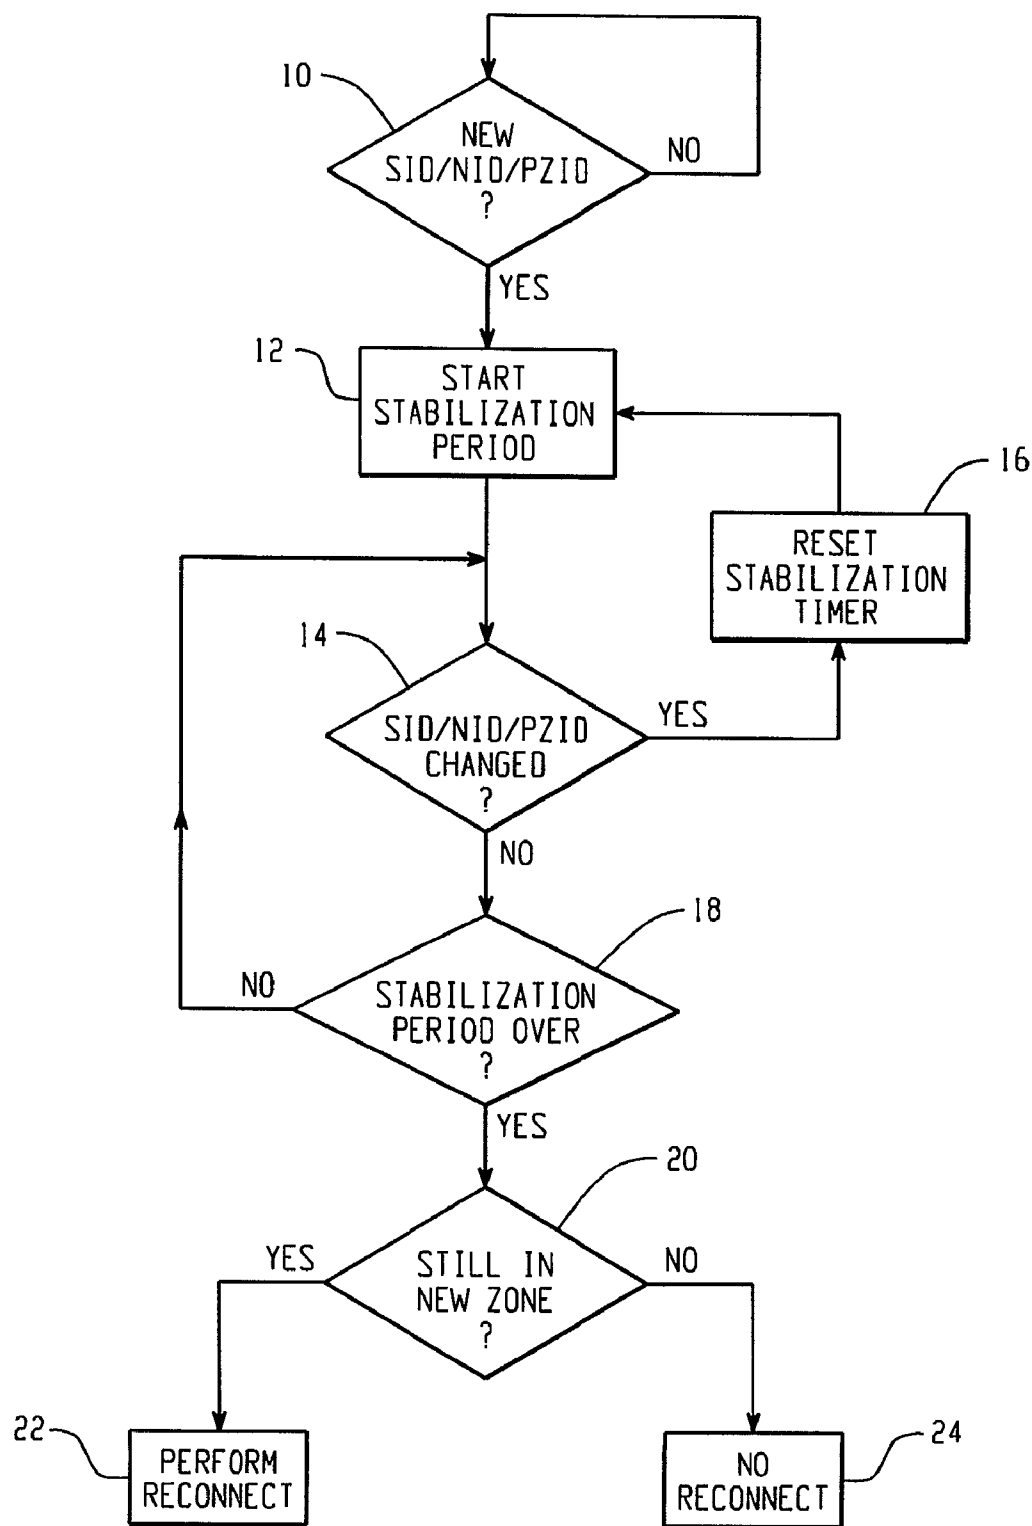 10
NEW
SID/NID/PZID
?
NO
YES
12
START
STABILIZATION
PERIOD
16
RESET
STABILIZATION
TIMER
14
SID/NID/PZID
CHANGED
?
YES
NO
18
STABILIZATION
PERIOD OVER
?
NO
YES
20
STILL IN
NEW ZONE
?
YES
NO
22
PERFORM
RECONNECT
24
NO
RECONNECT